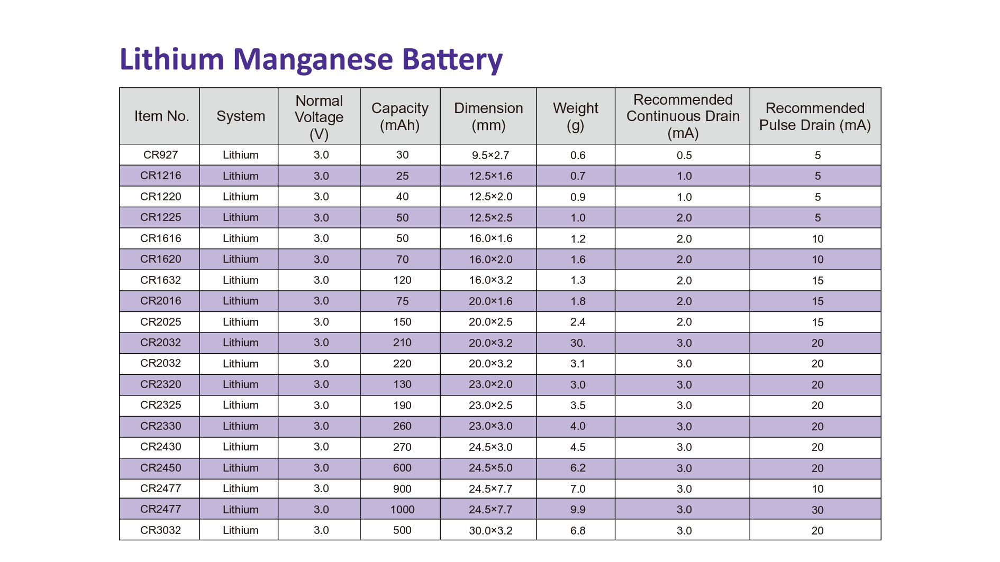 Lithium Manganese Battery
Item No. System Normal Voltage (V) Capacity (mAh) Dimension (mm) Weight (g) Recommended Continuous Drain (mA) Recommended Pulse Drain (mA)
CR927 Lithium 3.0 30 9.5×2.7 0.6 0.5 5
CR1216 Lithium 3.0 25 12.5×1.6 0.7 1.0 5
CR1220 Lithium 3.0 40 12.5×2.0 0.9 1.0 5
CR1225 Lithium 3.0 50 12.5×2.5 1.0 2.0 5
CR1616 Lithium 3.0 50 16.0×1.6 1.2 2.0 10
CR1620 Lithium 3.0 70 16.0×2.0 1.6 2.0 10
CR1632 Lithium 3.0 120 16.0×3.2 1.3 2.0 15
CR2016 Lithium 3.0 75 20.0×1.6 1.8 2.0 15
CR2025 Lithium 3.0 150 20.0×2.5 2.4 2.0 15
CR2032 Lithium 3.0 210 20.0×3.2 30. 3.0 20
CR2032 Lithium 3.0 220 20.0×3.2 3.1 3.0 20
CR2320 Lithium 3.0 130 23.0×2.0 3.0 3.0 20
CR2325 Lithium 3.0 190 23.0×2.5 3.5 3.0 20
CR2330 Lithium 3.0 260 23.0×3.0 4.0 3.0 20
CR2430 Lithium 3.0 270 24.5×3.0 4.5 3.0 20
CR2450 Lithium 3.0 600 24.5×5.0 6.2 3.0 20
CR2477 Lithium 3.0 900 24.5×7.7 7.0 3.0 10
CR2477 Lithium 3.0 1000 24.5×7.7 9.9 3.0 30
CR3032 Lithium 3.0 500 30.0×3.2 6.8 3.0 20